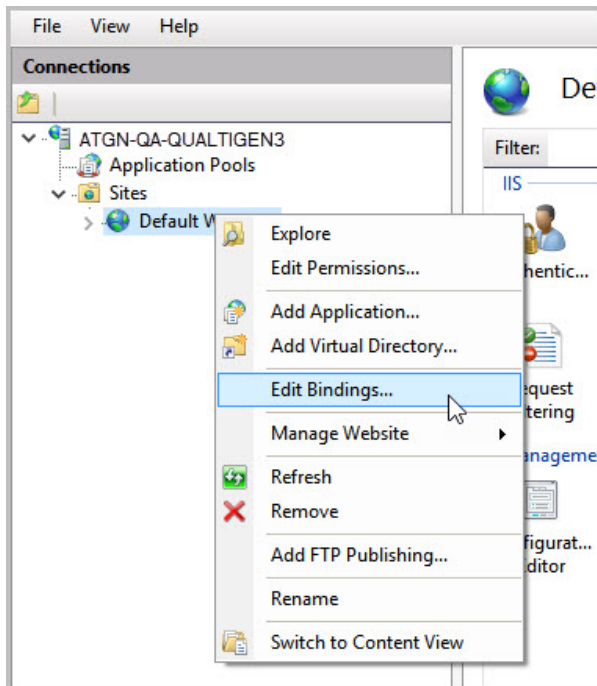 File View Help
Connections
De
ATGN-QA-QUALTIGEN3
Application Pools
Sites
Default W
Filter:
IIS
hentic...
quest
tering
anageme
figurat...
ditor
Explore
Edit Permissions...
Add Application...
Add Virtual Directory...
Edit Bindings...
Manage Website
Refresh
Remove
Add FTP Publishing...
Rename
Switch to Content View